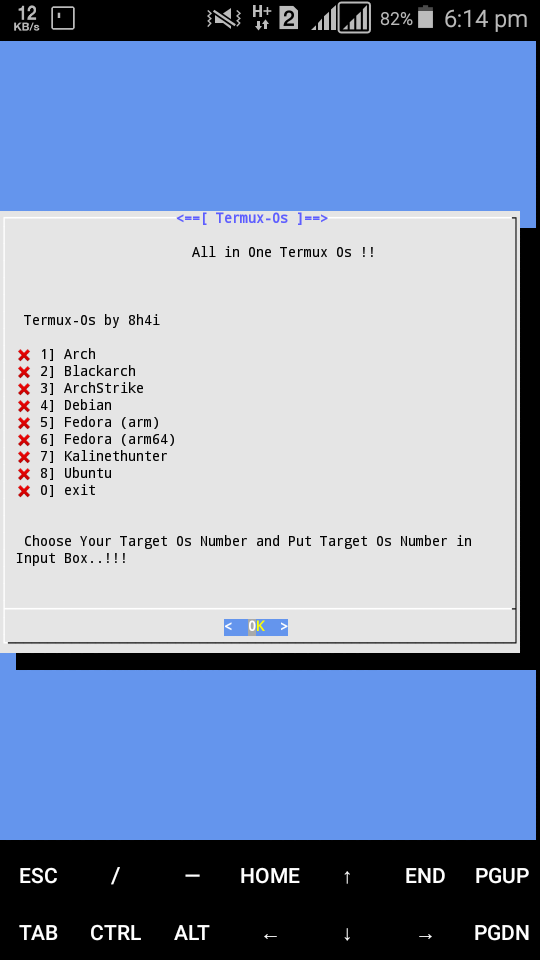 12
KB/s
H+
2
82%
6:14 pm
<==[ Termux-Os ]==>
All in One Termux Os !!
Termux-Os by 8h4i
❌ 1] Arch
❌ 2] Blackarch
❌ 3] ArchStrike
❌ 4] Debian
❌ 5] Fedora (arm)
❌ 6] Fedora (arm64)
❌ 7] Kalinethunter
❌ 8] Ubuntu
❌ 0] exit
Choose Your Target Os Number and Put Target Os Number in
Input Box..!!!
< OK >
ESC / — HOME ↑ END PGUP
TAB CTRL ALT ← ↓ → PGDN